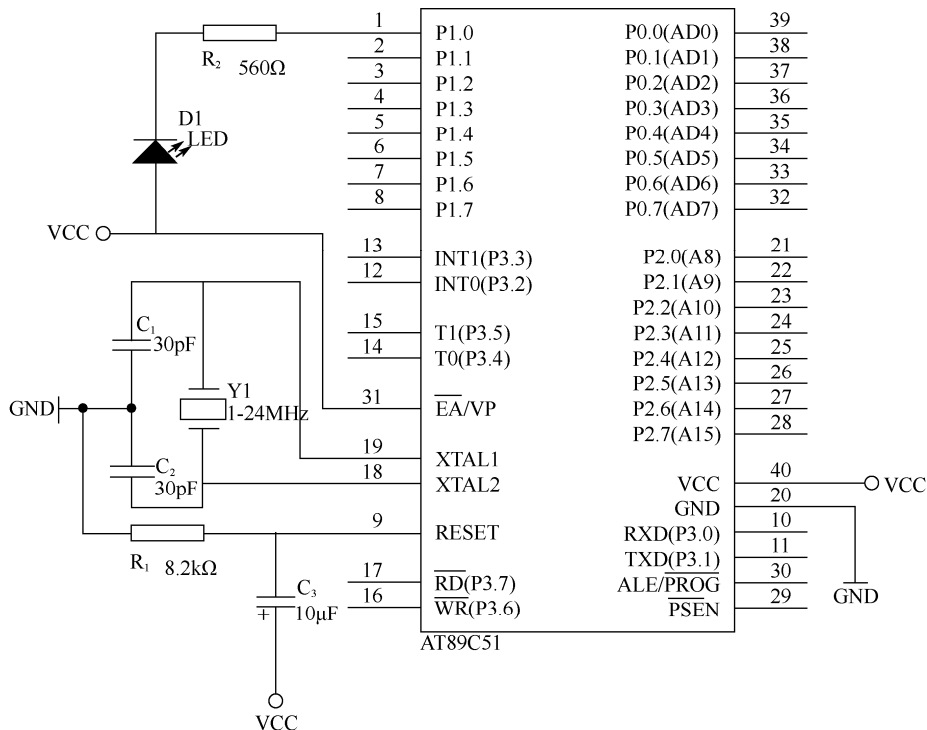 1 P1.0 P0.0(AD0) 39
2 P1.1 P0.1(AD1) 38
3 P1.2 P0.2(AD2) 37
4 P1.3 P0.3(AD3) 36
5 P1.4 P0.4(AD4) 35
6 P1.5 P0.5(AD5) 34
7 P1.6 P0.6(AD6) 33
8 P1.7 P0.7(AD7) 32
R₂ 560Ω
D1
LED
VCC
13 INT1(P3.3) P2.0(A8) 21
12 INT0(P3.2) P2.1(A9) 22
P2.2(A10) 23
15 T1(P3.5) P2.3(A11) 24
14 T0(P3.4) P2.4(A12) 25
P2.5(A13) 26
31 E̅A̅/VP P2.6(A14) 27
P2.7(A15) 28
C₁
30pF
Y1
1-24MHz
GND
C₂
30pF
19 XTAL1
18 XTAL2 VCC 40 VCC
GND 20
9 RESET RXD(P3.0) 10
TXD(P3.1) 11
R₁ 8.2kΩ
17 R̅D̅(P3.7) ALE/P̅R̅O̅G̅ 30
16 W̅R̅(P3.6) P̅S̅E̅N̅ 29
GND
C₃
+ 10μF
AT89C51
VCC